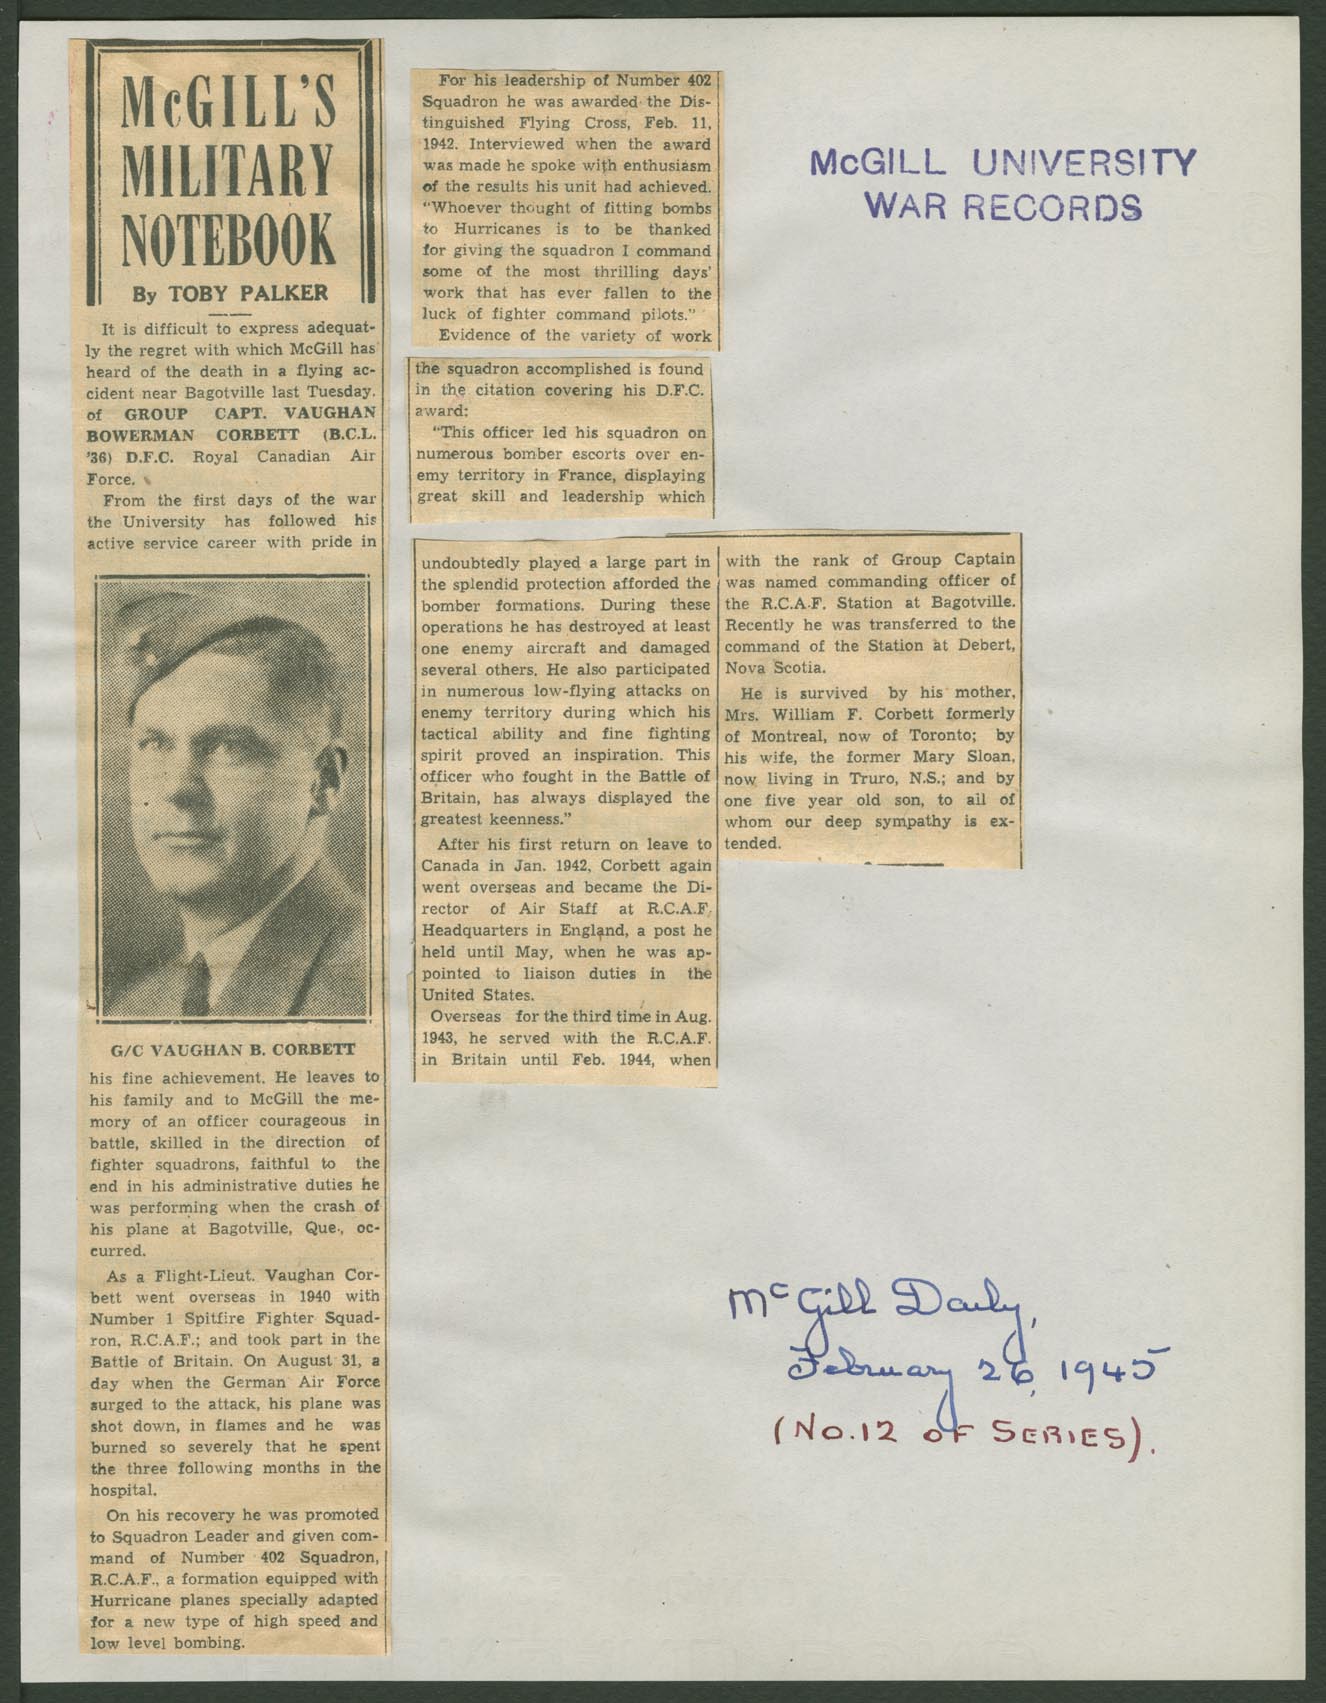 McGILL'S
MILITARY
NOTEBOOK
By TOBY PALKER
It is difficult to express adequat-
ly the regret with which McGill has
heard of the death in a flying ac-
cident near Bagotville last Tuesday.
of GROUP CAPT. VAUGHAN
BOWERMAN CORBETT (B.C.L.
'36) D.F.C. Royal Canadian Air
Force.
From the first days of the war
the University has followed his
active service career with pride in
G/C VAUGHAN B. CORBETT
his fine achievement. He leaves to
his family and to McGill the me-
mory of an officer courageous in
battle, skilled in the direction of
fighter squadrons, faithful to the
end in his administrative duties he
was performing when the crash of
his plane at Bagotville, Que., oc-
curred.
As a Flight-Lieut. Vaughan Cor-
bett went overseas in 1940 with
Number 1 Spitfire Fighter Squad-
ron, R.C.A.F.; and took part in the
Battle of Britain. On August 31, a
day when the German Air Force
surged to the attack, his plane was
shot down, in flames and he was
burned so severely that he spent
the three following months in the
hospital.
On his recovery he was promoted
to Squadron Leader and given com-
mand of Number 402 Squadron,
R.C.A.F., a formation equipped with
Hurricane planes specially adapted
for a new type of high speed and
low level bombing.
For his leadership of Number 402
Squadron he was awarded the Dis-
tinguished Flying Cross, Feb. 11,
1942. Interviewed when the award
was made he spoke with enthusiasm
of the results his unit had achieved.
"Whoever thought of fitting bombs
to Hurricanes is to be thanked
for giving the squadron I command
some of the most thrilling days'
work that has ever fallen to the
luck of fighter command pilots."
Evidence of the variety of work
the squadron accomplished is found
in the citation covering his D.F.C.
award:
"This officer led his squadron on
numerous bomber escorts over en-
emy territory in France, displaying
great skill and leadership which
undoubtedly played a large part in
the splendid protection afforded the
bomber formations. During these
operations he has destroyed at least
one enemy aircraft and damaged
several others. He also participated
in numerous low-flying attacks on
enemy territory during which his
tactical ability and fine fighting
spirit proved an inspiration. This
officer who fought in the Battle of
Britain, has always displayed the
greatest keenness."
After his first return on leave to
Canada in Jan. 1942, Corbett again
went overseas and became the Di-
rector of Air Staff at R.C.A.F.
Headquarters in England, a post he
held until May, when he was ap-
pointed to liaison duties in the
United States.
Overseas for the third time in Aug.
1943, he served with the R.C.A.F.
in Britain until Feb. 1944, when
with the rank of Group Captain
was named commanding officer of
the R.C.A.F. Station at Bagotville.
Recently he was transferred to the
command of the Station at Debert,
Nova Scotia.
He is survived by his mother,
Mrs. William F. Corbett formerly
of Montreal, now of Toronto; by
his wife, the former Mary Sloan,
now living in Truro, N.S.; and by
one five year old son, to all of
whom our deep sympathy is ex-
tended.
McGILL UNIVERSITY
WAR RECORDS
McGill Daily,
February 26, 1945
(No.12 OF SERIES).